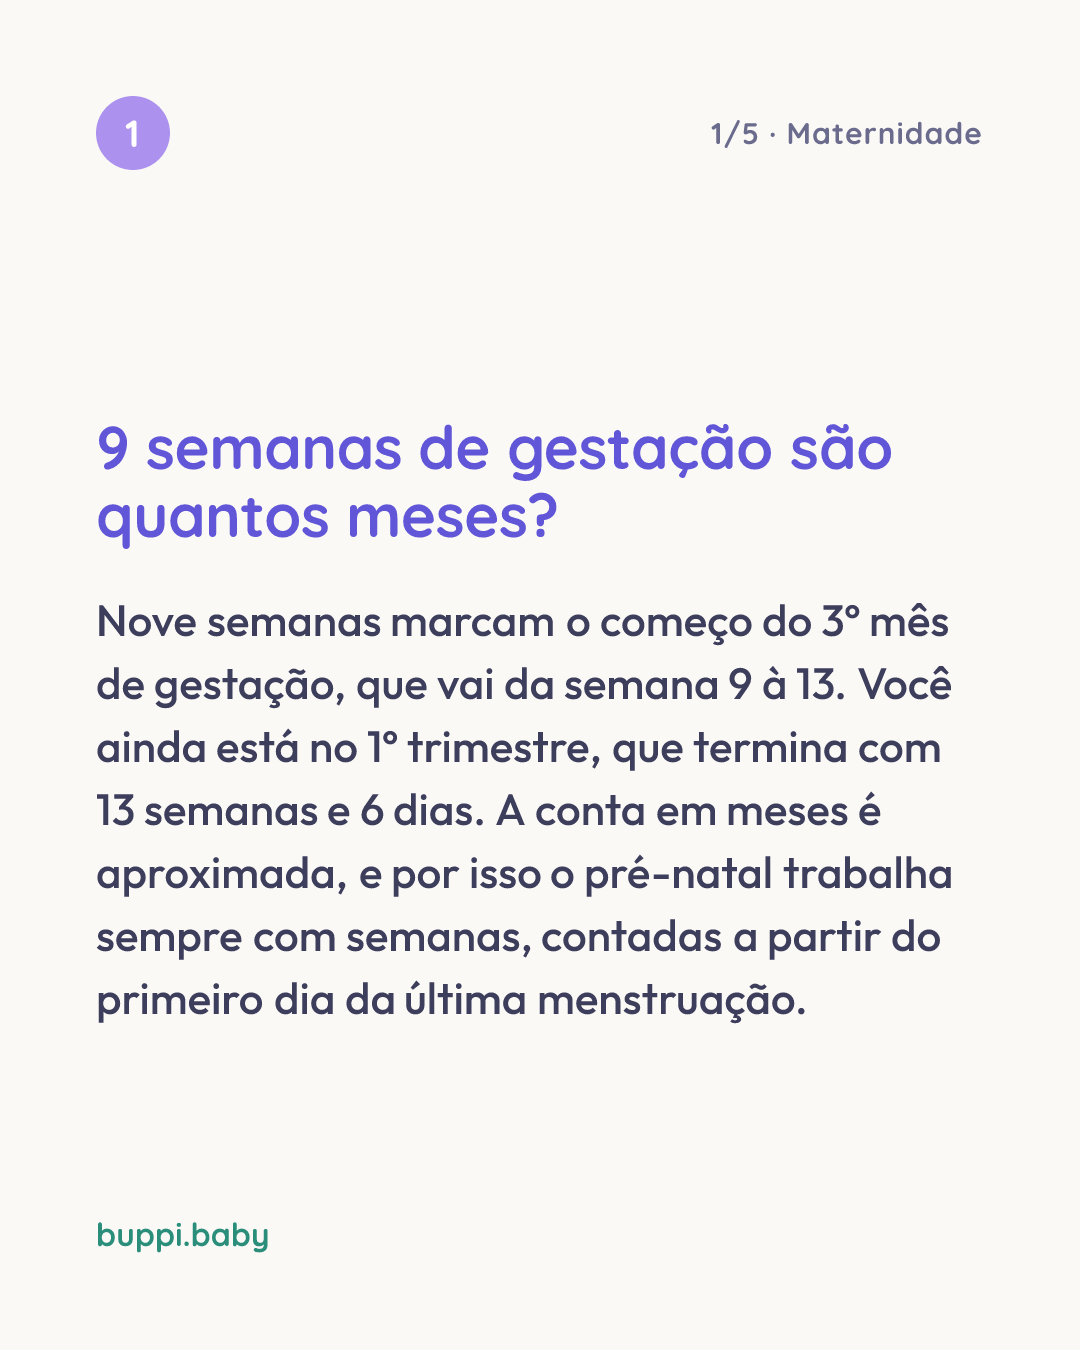 1
1/5 · Maternidade
9 semanas de gestação são
quantos meses?
Nove semanas marcam o começo do 3º mês
de gestação, que vai da semana 9 à 13. Você
ainda está no 1º trimestre, que termina com
13 semanas e 6 dias. A conta em meses é
aproximada, e por isso o pré-natal trabalha
sempre com semanas, contadas a partir do
primeiro dia da última menstruação.
buppi.baby